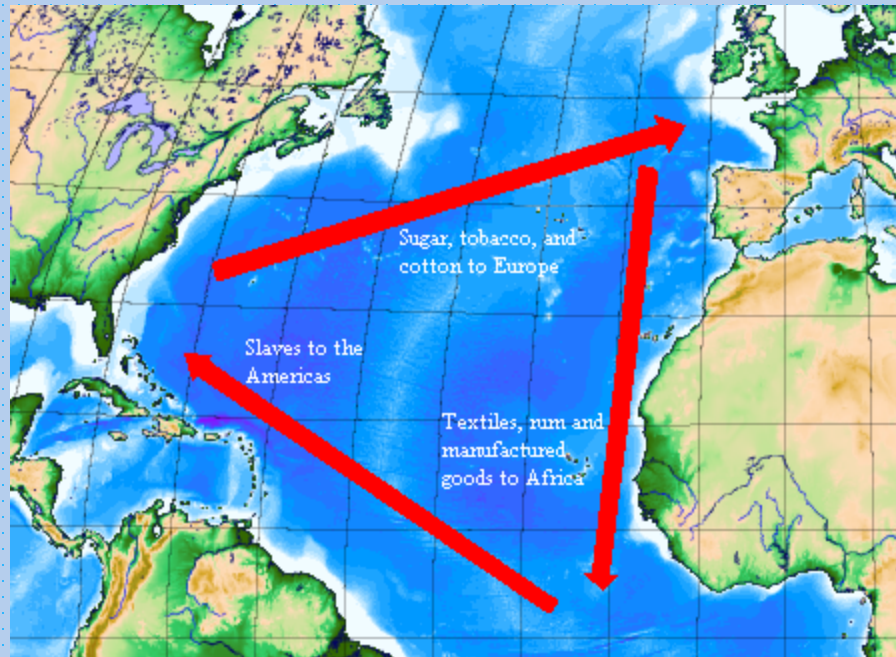 Sugar, tobacco, and
cotton to Europe
Slaves to the
Americas
Textiles, rum and
manufactured
goods to Africa